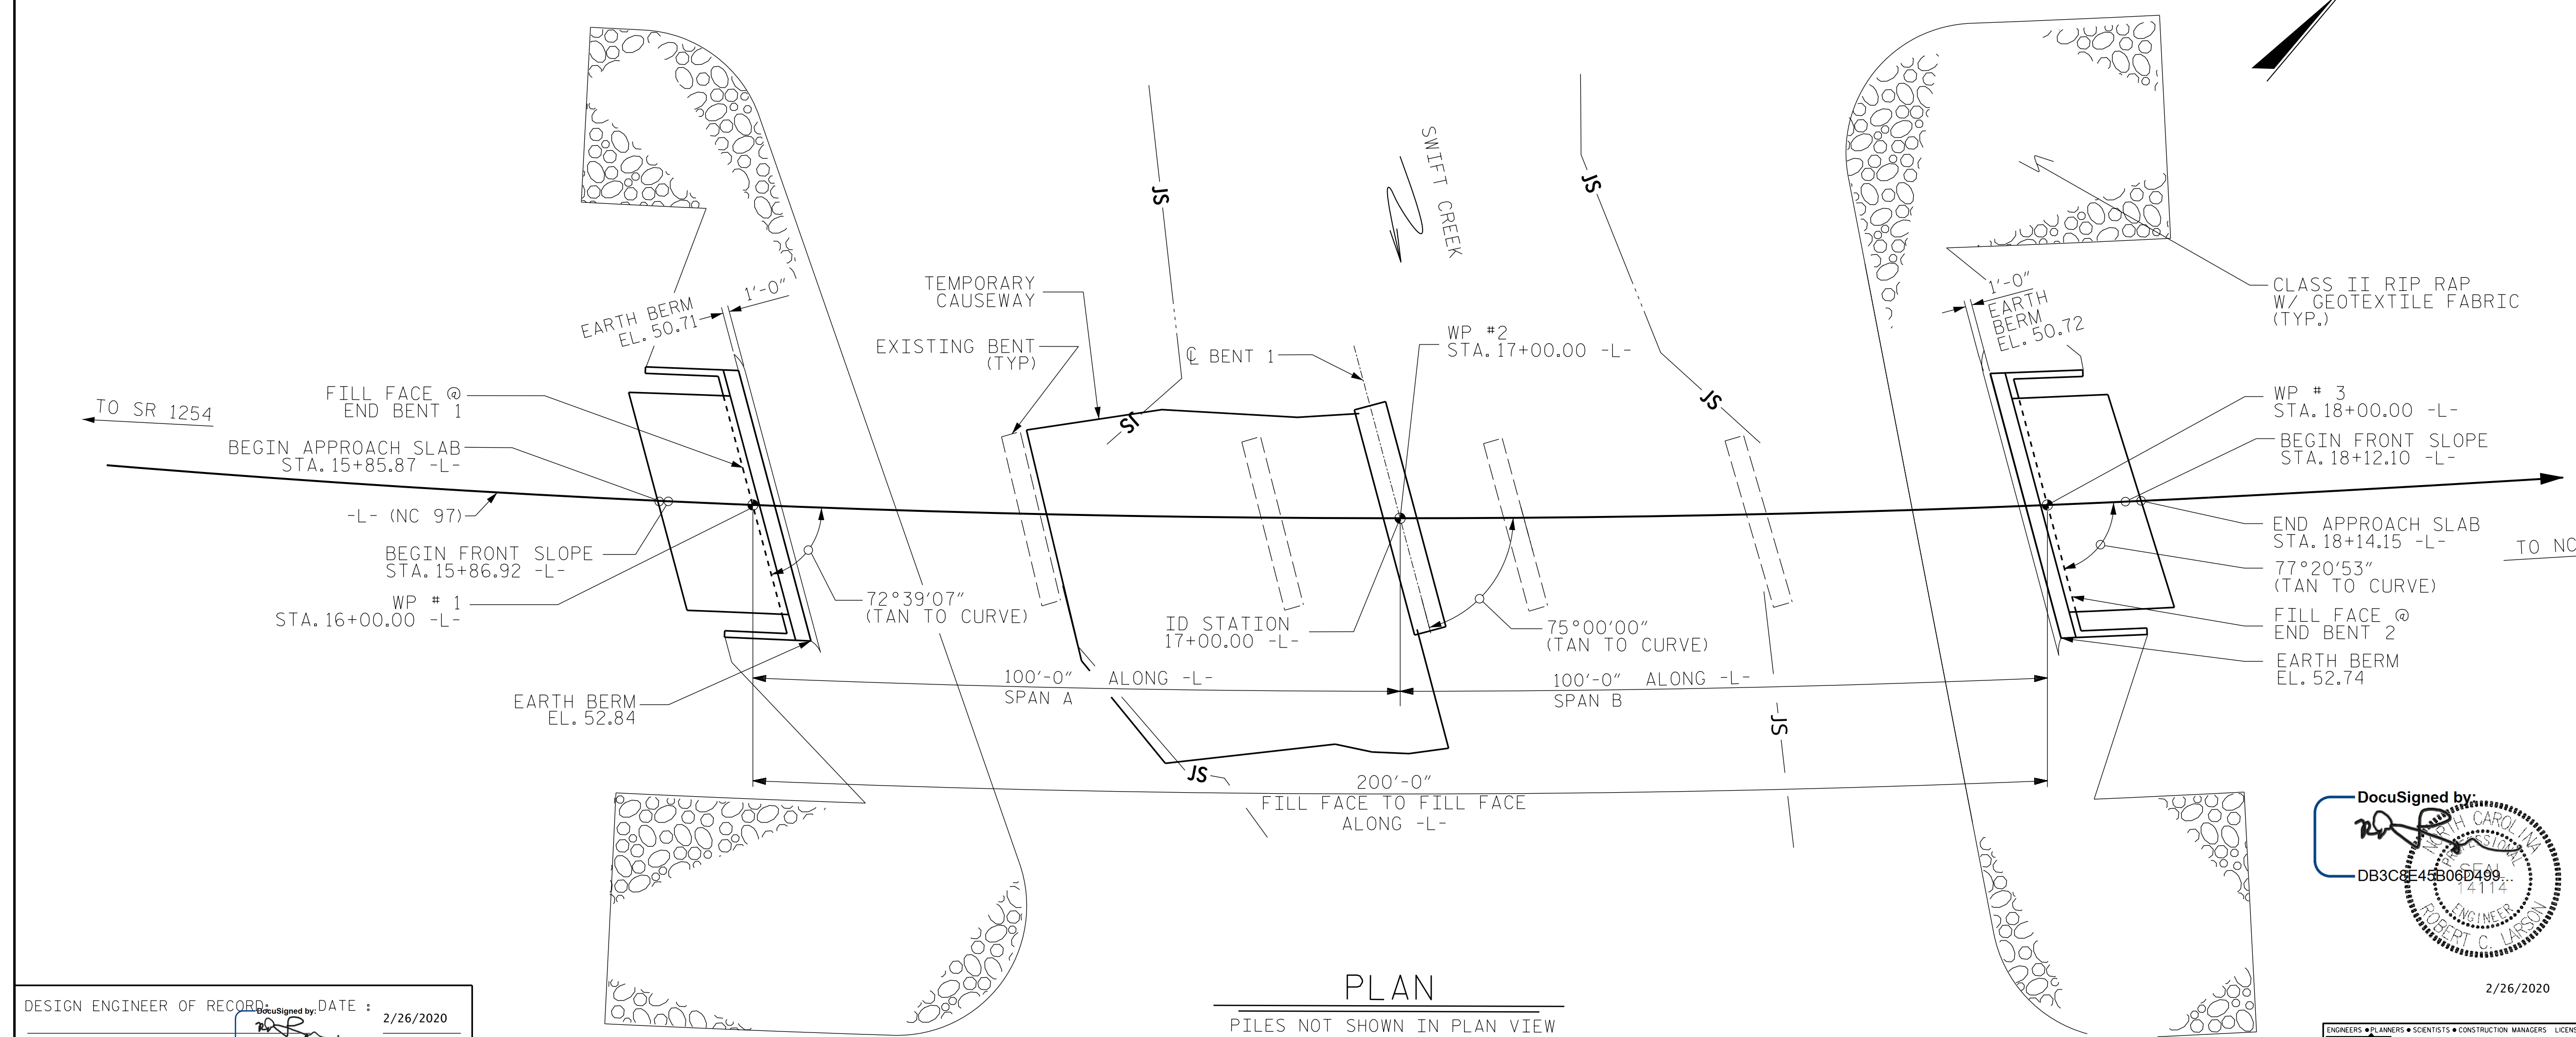 SWIFT CREEK
JS
JS
JS
JS
JS
JS
1'-0"
EARTH BERM
EL. 50.71
TEMPORARY
CAUSEWAY
EXISTING BENT
(TYP)
℄ BENT 1
WP #2
STA. 17+00.00 -L-
1'-0"
EARTH
BERM
EL. 50.72
CLASS II RIP RAP
W/ GEOTEXTILE FABRIC
(TYP.)
TO SR 1254
FILL FACE @
END BENT 1
BEGIN APPROACH SLAB
STA. 15+85.87 -L-
-L- (NC 97)
BEGIN FRONT SLOPE
STA. 15+86.92 -L-
WP # 1
STA. 16+00.00 -L-
72°39'07"
(TAN TO CURVE)
ID STATION
17+00.00 -L-
75°00'00"
(TAN TO CURVE)
WP # 3
STA. 18+00.00 -L-
BEGIN FRONT SLOPE
STA. 18+12.10 -L-
END APPROACH SLAB
STA. 18+14.15 -L-
TO NC
77°20'53"
(TAN TO CURVE)
FILL FACE @
END BENT 2
EARTH BERM
EL. 52.74
EARTH BERM
EL. 52.84
100'-0" ALONG -L-
SPAN A
100'-0" ALONG -L-
SPAN B
200'-0"
FILL FACE TO FILL FACE
ALONG -L-
DocuSigned by:
DB3C8E45B06D499...
NORTH CAROLINA
PROFESSIONAL
SEAL
14114
ENGINEER
ROBERT C. LARSON
2/26/2020
PLAN
PILES NOT SHOWN IN PLAN VIEW
DESIGN ENGINEER OF RECORD: DATE :
DocuSigned by:
2/26/2020
ENGINEERS ● PLANNERS ● SCIENTISTS ● CONSTRUCTION MANAGERS LICENS